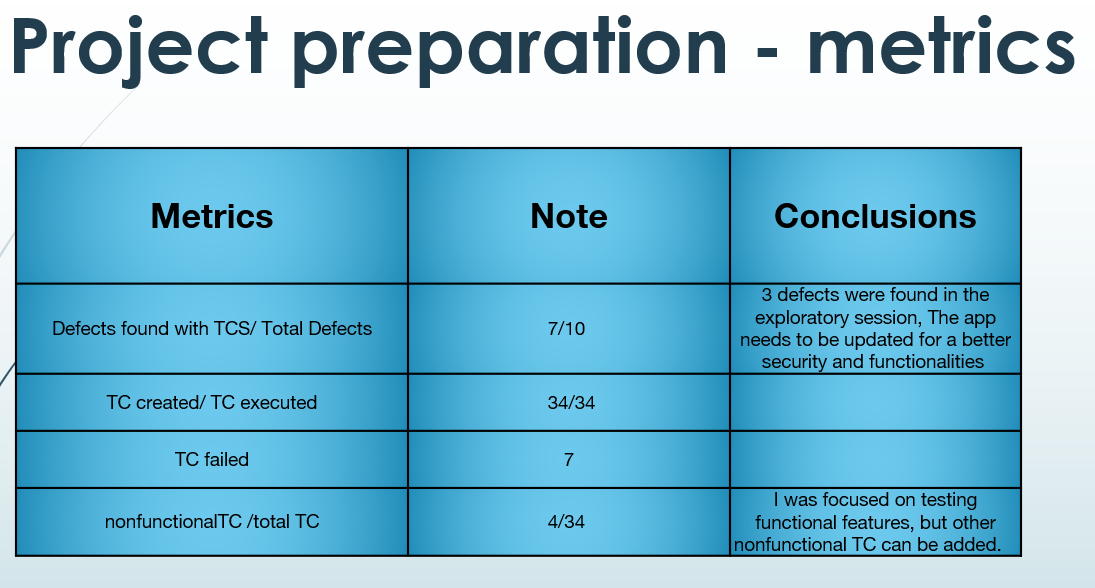 Project preparation - metrics
Metrics
Note
Conclusions
Defects found with TCS/ Total Defects
7/10
3 defects were found in the
exploratory session, The app
needs to be updated for a better
security and functionalities
TC created/ TC executed
34/34
TC failed
7
nonfunctionalTC /total TC
4/34
I was focused on testing
functional features, but other
nonfunctional TC can be added.